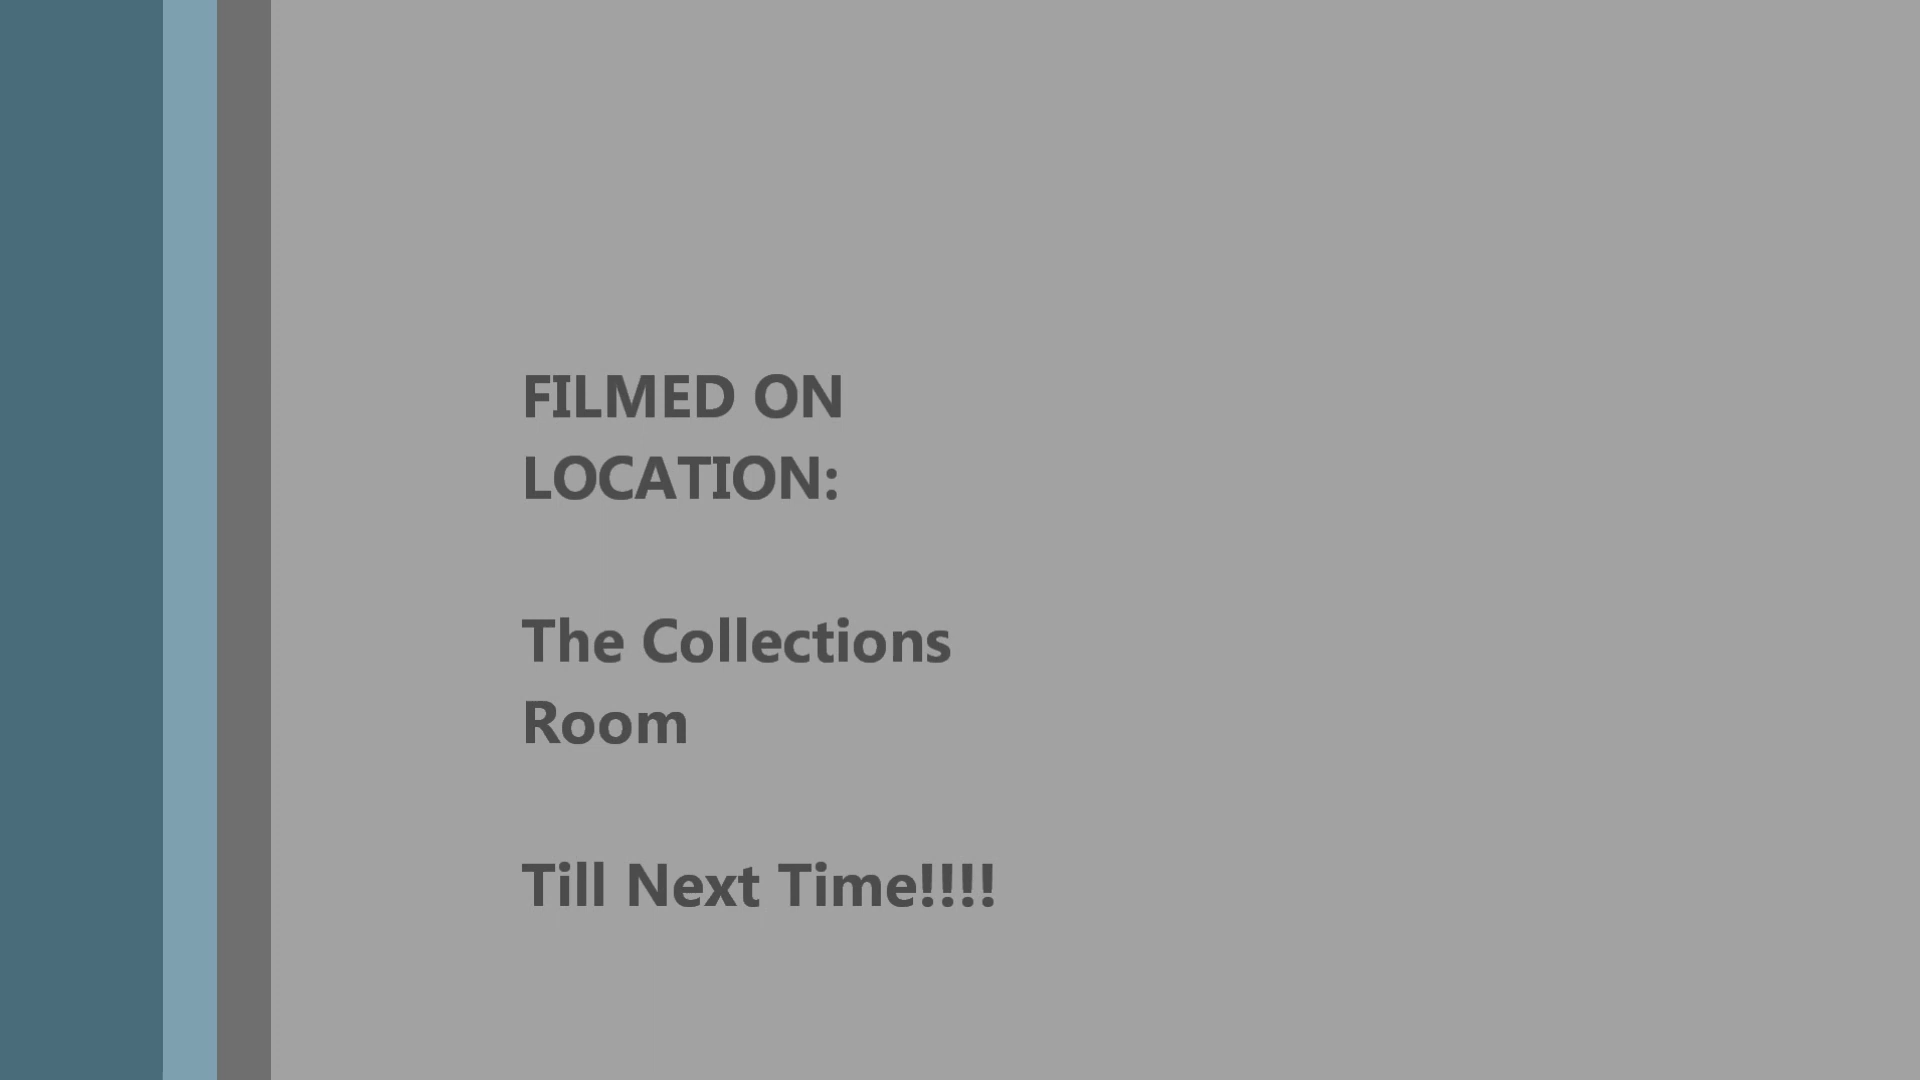 FILMED ON
LOCATION:
The Collections
Room
Till Next Time!!!!